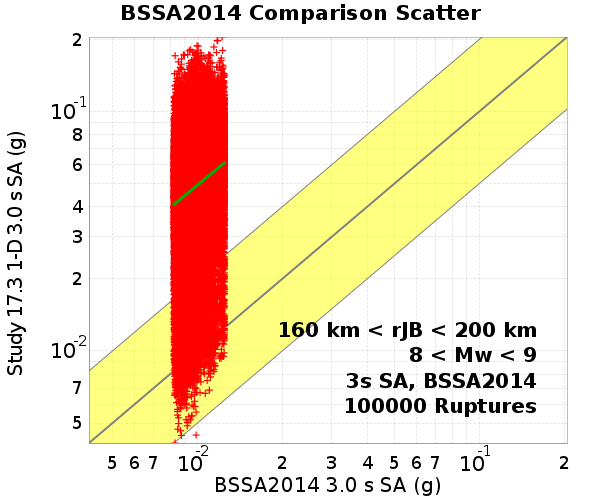 BSSA2014 Comparison Scatter
Study 17.3 1-D 3.0 s SA (g)
2
10-1
8
6
4
3
2
10-2
7
5
160 km < rJB < 200 km
8 < Mw < 9
3s SA, BSSA2014
100000 Ruptures
5 6 7 10-2 2 3 4 5 6 7 8 10-1 2
BSSA2014 3.0 s SA (g)